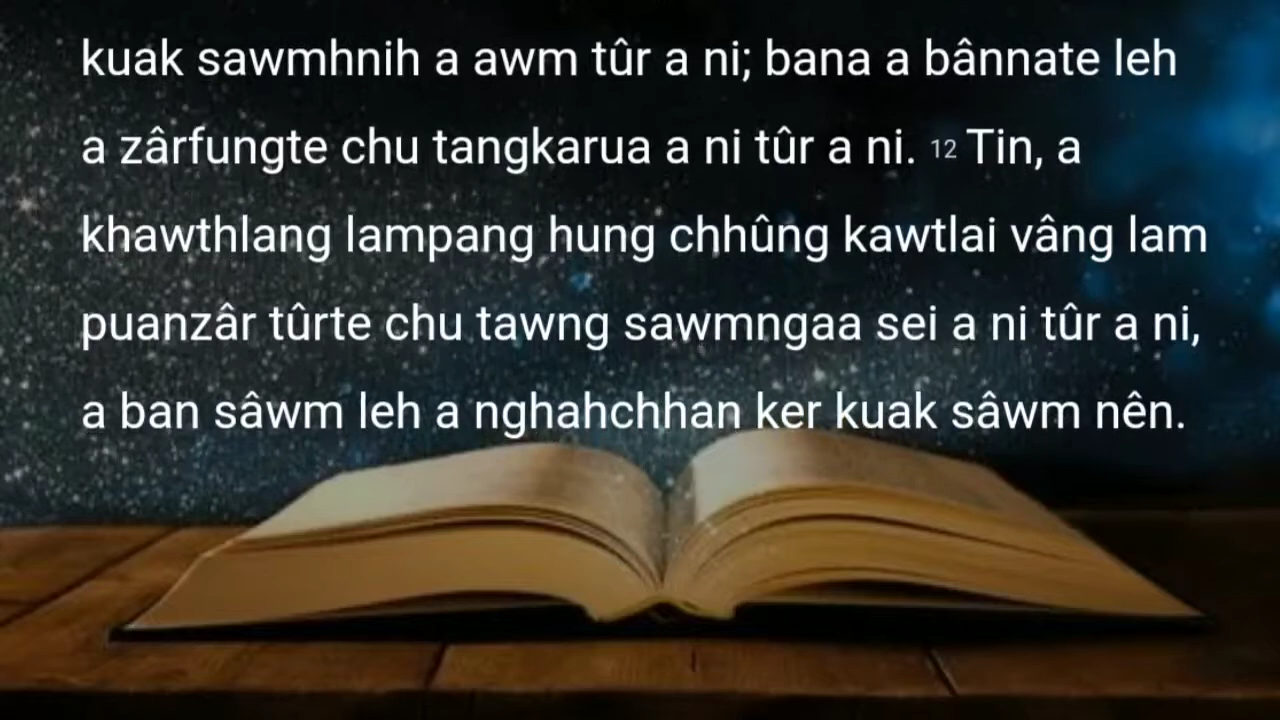 kuak sawmhnih a awm tûr a ni; bana a bânnate leh
a zârfungte chu tangkarua a ni tûr a ni. 12 Tin, a
khawthlang lampang hung chhûng kawtlai vâng lam
puanzâr tûrte chu tawng sawmngaa sei a ni tûr a ni,
a ban sâwm leh a nghahchhan ker kuak sâwm nên.